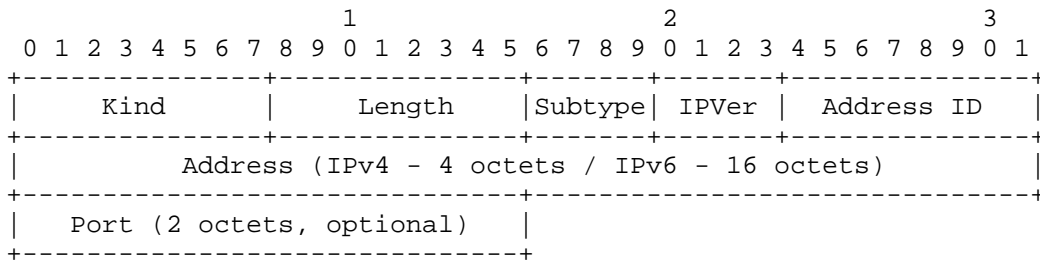 1                   2                   3
 0 1 2 3 4 5 6 7 8 9 0 1 2 3 4 5 6 7 8 9 0 1 2 3 4 5 6 7 8 9 0 1
+---------------+---------------+-------+-------+---------------+
|     Kind      |     Length    |Subtype| IPVer |  Address ID   |
+---------------+---------------+-------+-------+---------------+
|          Address (IPv4 - 4 octets / IPv6 - 16 octets)         |
+-------------------------------+-------------------------------+
|   Port (2 octets, optional)   |
+-------------------------------+